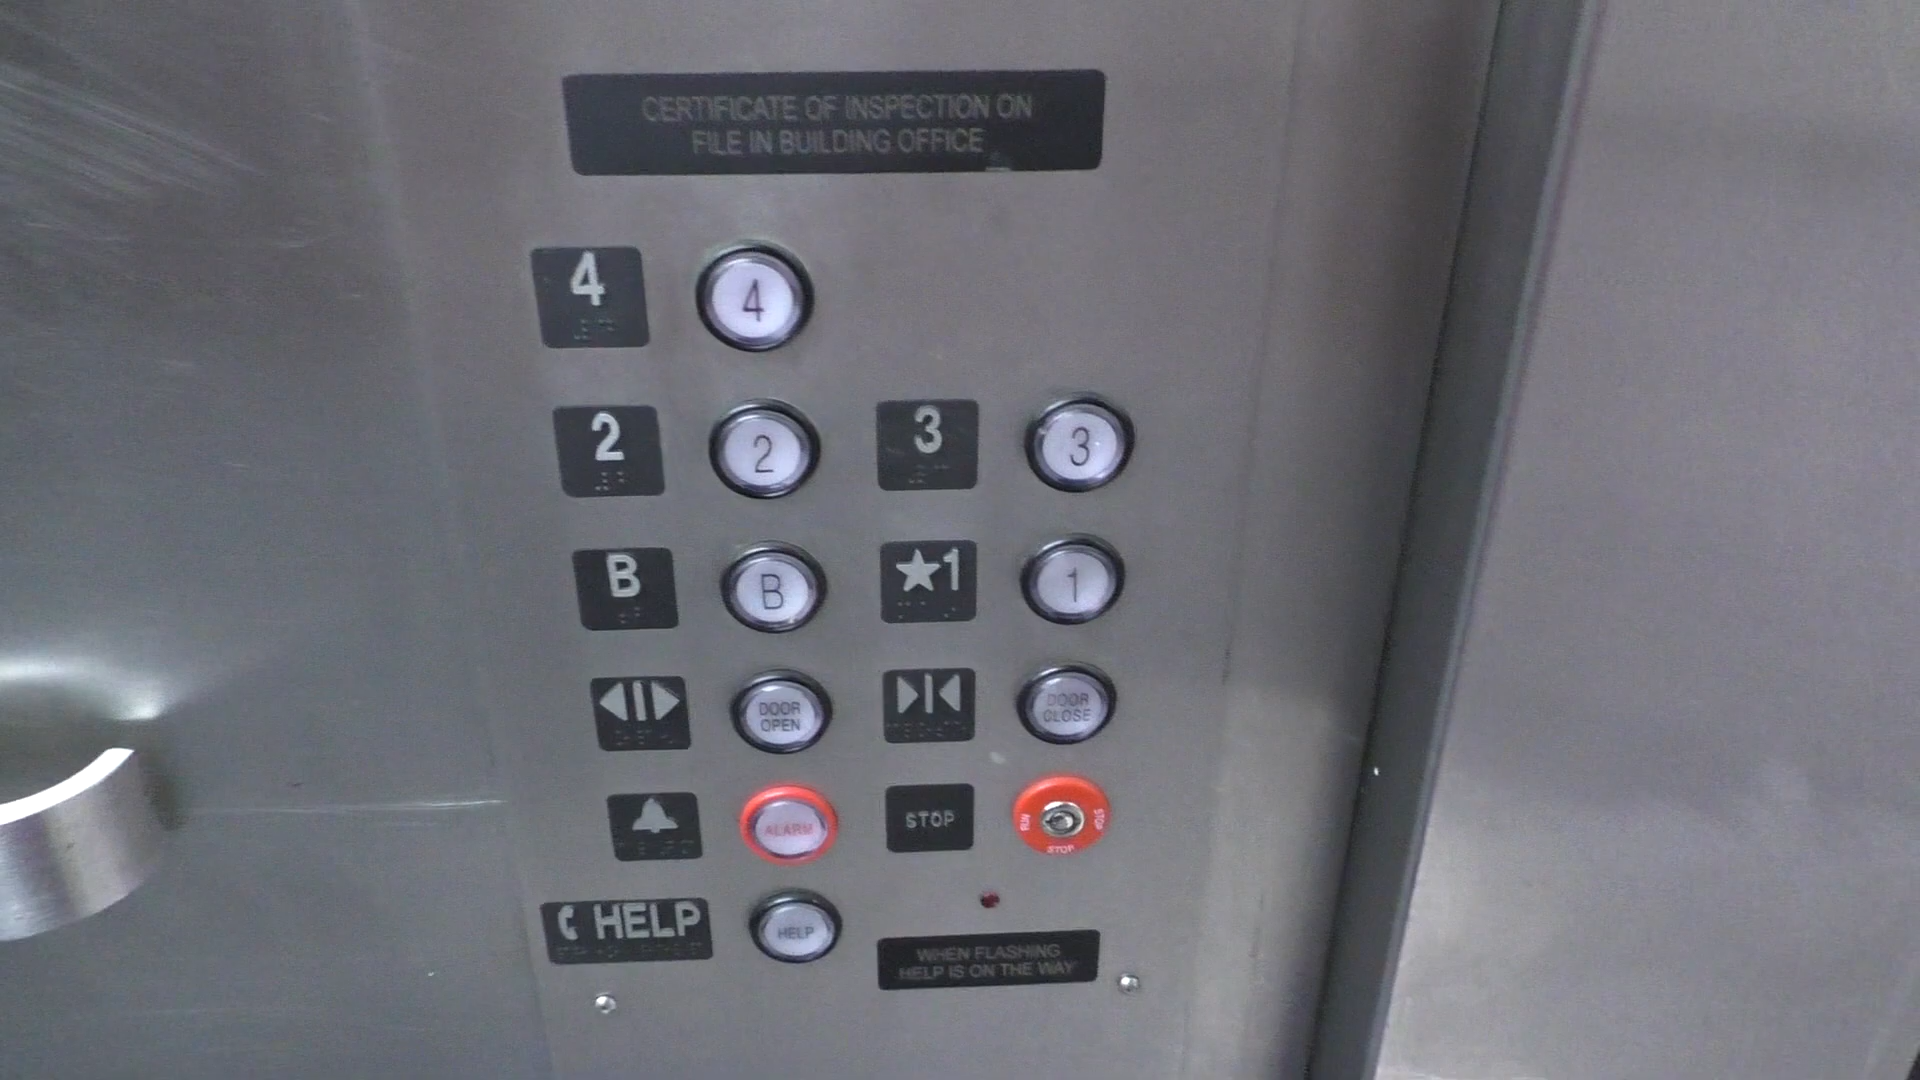 CERTIFICATE OF INSPECTION ON
FILE IN BUILDING OFFICE
4 4
2 2 3 3
B B ★1 1
DOOR
OPEN
DOOR
CLOSE
ALARM
STOP
RUN STOP
STOP
HELP HELP
WHEN FLASHING
HELP IS ON THE WAY